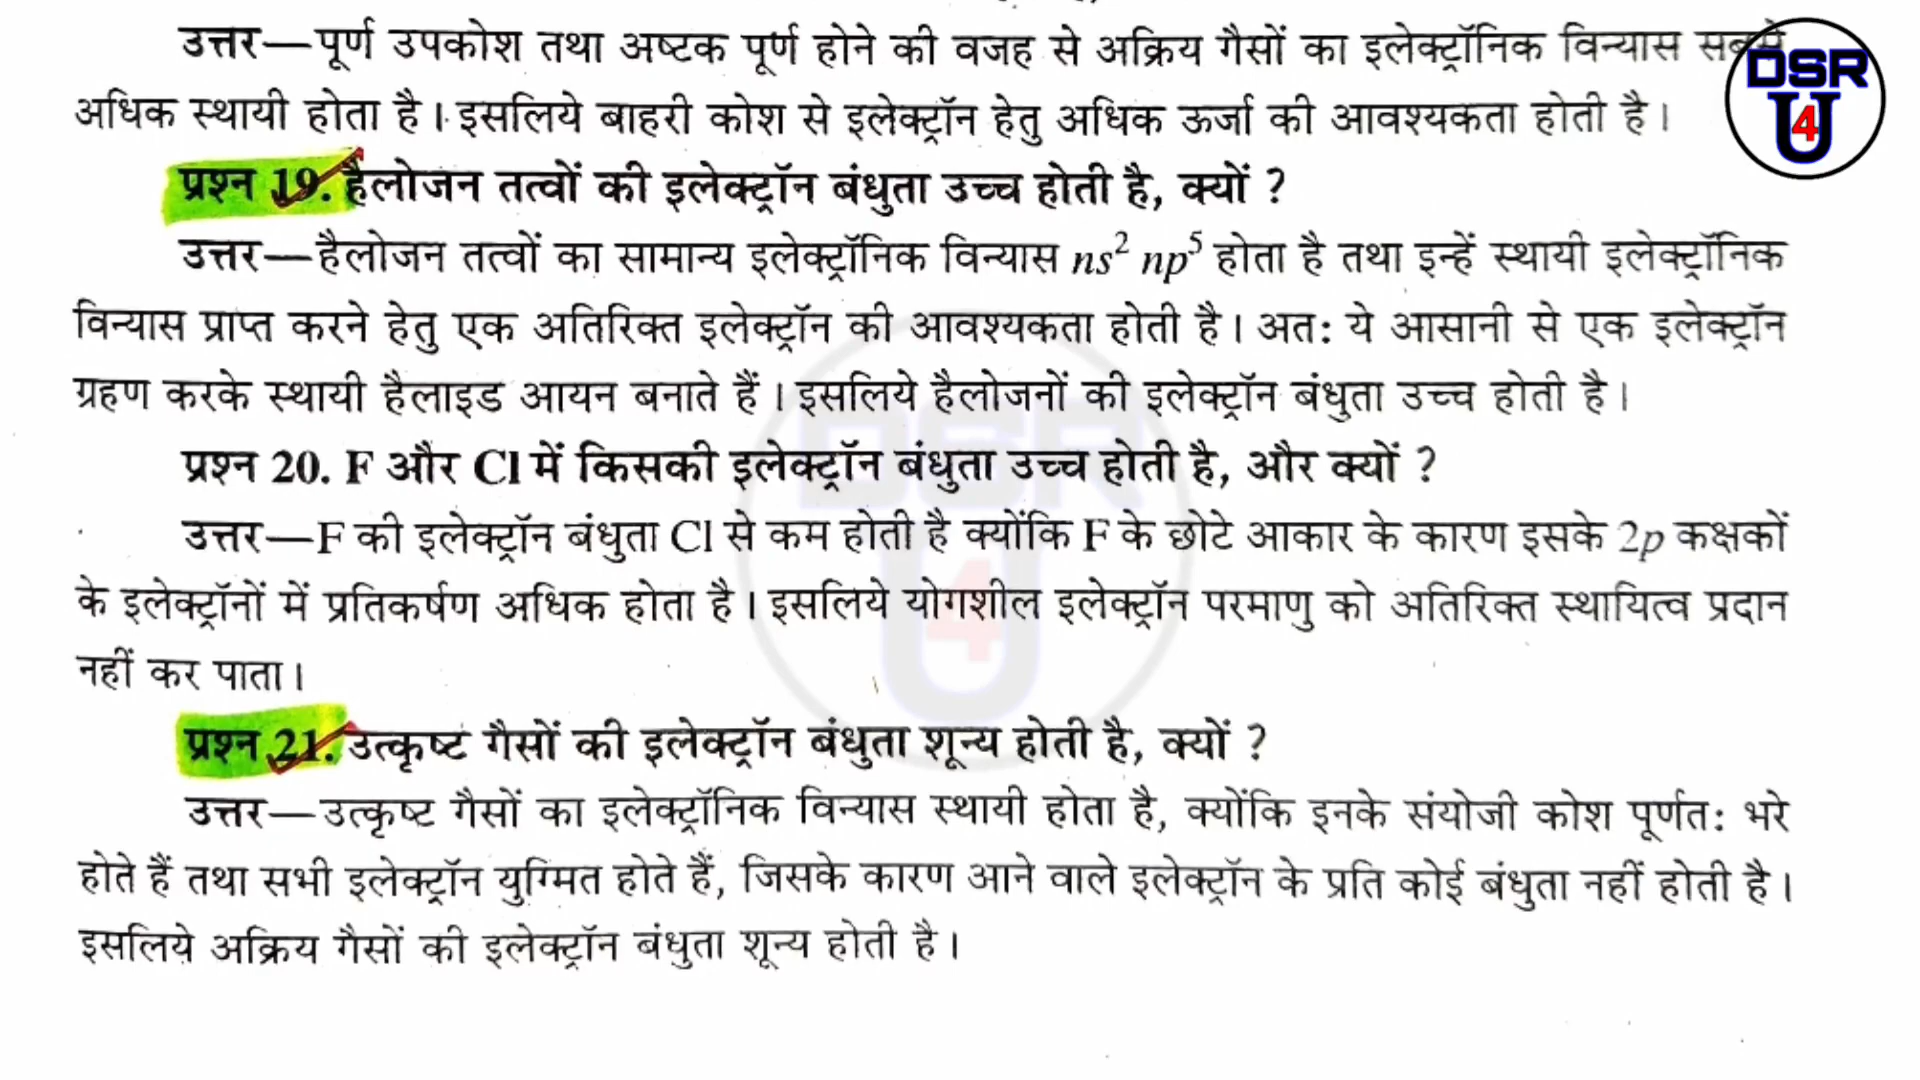 उत्तर—पूर्ण उपकोश तथा अष्टक पूर्ण होने की वजह से अक्रिय गैसों का इलेक्ट्रॉनिक विन्यास सबसे
अधिक स्थायी होता है। इसलिये बाहरी कोश से इलेक्ट्रॉन हेतु अधिक ऊर्जा की आवश्यकता होती है।
DSR
U
4
प्रश्न 19. हैलोजन तत्वों की इलेक्ट्रॉन बंधुता उच्च होती है, क्यों ?
उत्तर—हैलोजन तत्वों का सामान्य इलेक्ट्रॉनिक विन्यास ns² np⁵ होता है तथा इन्हें स्थायी इलेक्ट्रॉनिक
विन्यास प्राप्त करने हेतु एक अतिरिक्त इलेक्ट्रॉन की आवश्यकता होती है। अतः ये आसानी से एक इलेक्ट्रॉन
ग्रहण करके स्थायी हैलाइड आयन बनाते हैं। इसलिये हैलोजनों की इलेक्ट्रॉन बंधुता उच्च होती है।
प्रश्न 20. F और Cl में किसकी इलेक्ट्रॉन बंधुता उच्च होती है, और क्यों ?
उत्तर—F की इलेक्ट्रॉन बंधुता Cl से कम होती है क्योंकि F के छोटे आकार के कारण इसके 2p कक्षकों
के इलेक्ट्रॉनों में प्रतिकर्षण अधिक होता है। इसलिये योगशील इलेक्ट्रॉन परमाणु को अतिरिक्त स्थायित्व प्रदान
नहीं कर पाता।
प्रश्न 21. उत्कृष्ट गैसों की इलेक्ट्रॉन बंधुता शून्य होती है, क्यों ?
उत्तर—उत्कृष्ट गैसों का इलेक्ट्रॉनिक विन्यास स्थायी होता है, क्योंकि इनके संयोजी कोश पूर्णतः भरे
होते हैं तथा सभी इलेक्ट्रॉन युग्मित होते हैं, जिसके कारण आने वाले इलेक्ट्रॉन के प्रति कोई बंधुता नहीं होती है।
इसलिये अक्रिय गैसों की इलेक्ट्रॉन बंधुता शून्य होती है।